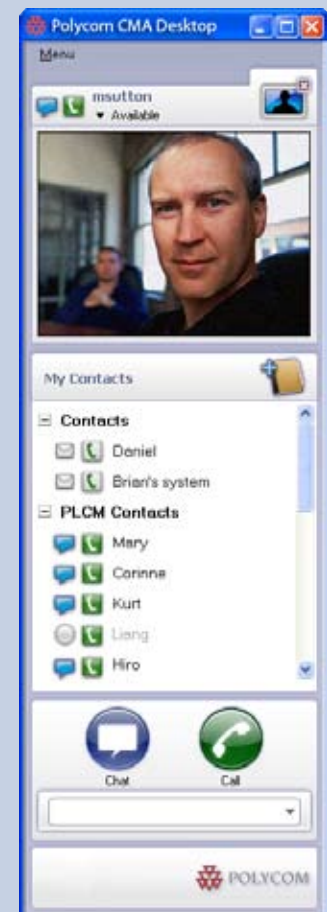 Polycom CMA Desktop
Menu
msutton
Available
My Contacts
Contacts
Daniel
Brian's system
PLCM Contacts
Mary
Corinne
Kurt
Liang
Hiro
Chat
Call
POLYCOM